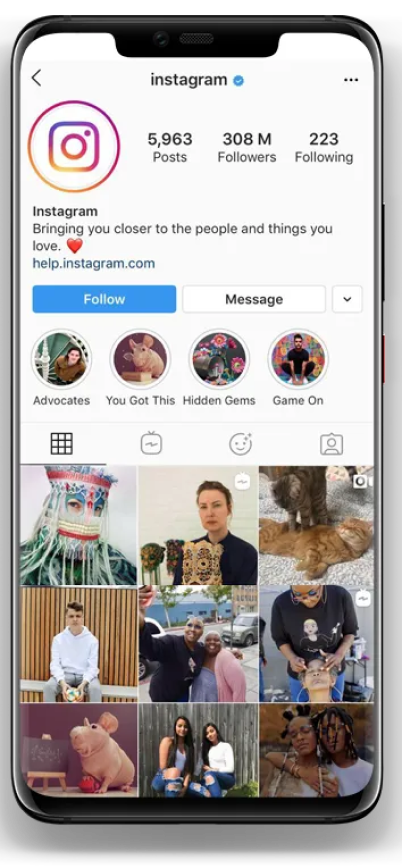 instagram
5,963 308 M 223
Posts Followers Following
Instagram
Bringing you closer to the people and things you
love. ❤️
help.instagram.com
Follow Message
Advocates You Got This Hidden Gems Game On